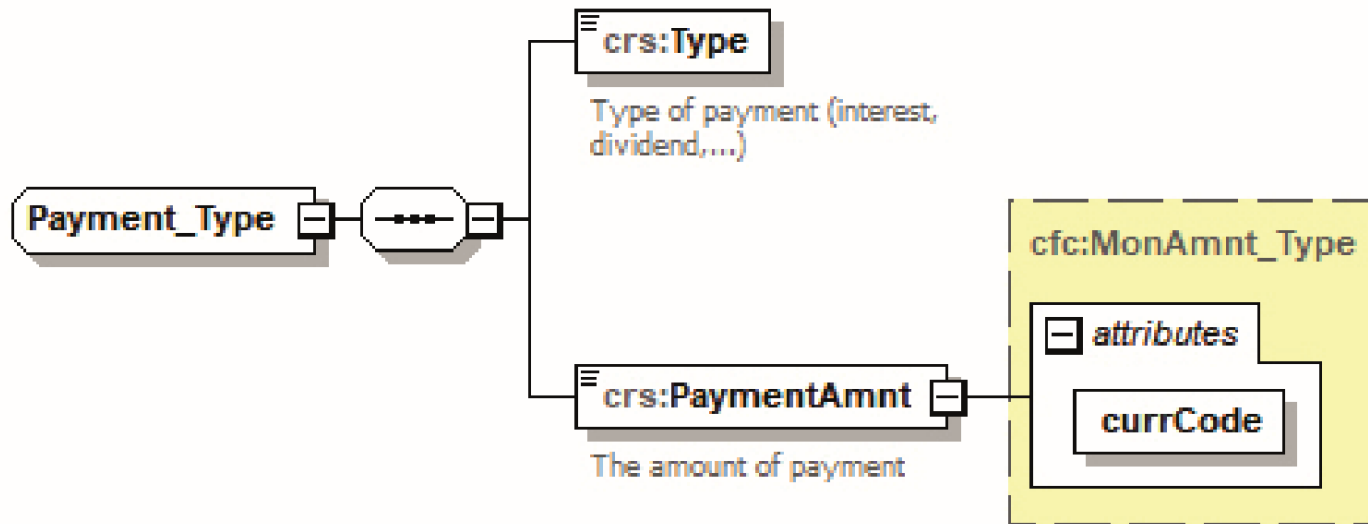 crs:Type
Type of payment (interest,
dividend,...)
Payment_Type
cfc:MonAmnt_Type
attributes
crs:PaymentAmnt
currCode
The amount of payment